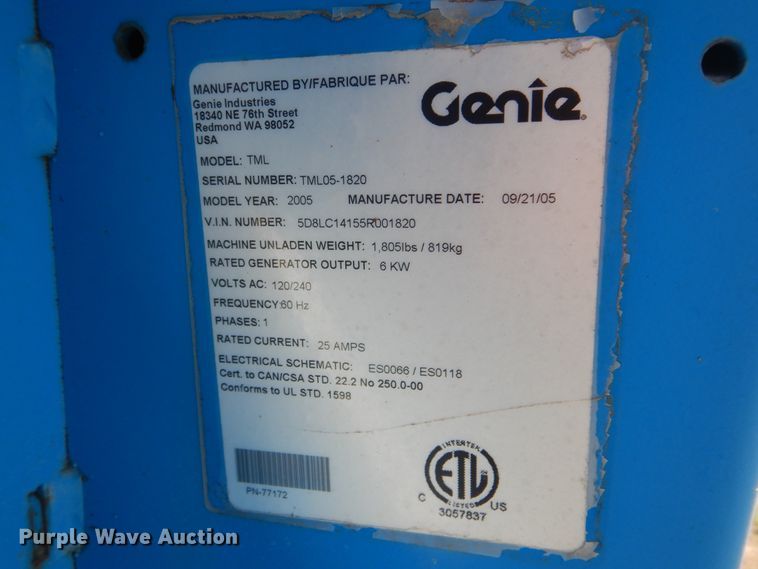 MANUFACTURED BY/FABRIQUE PAR:
Genie
Genie Industries
18340 NE 76th Street
Redmond WA 98052
USA
MODEL: TML
SERIAL NUMBER: TML05-1820
MODEL YEAR: 2005 MANUFACTURE DATE: 09/21/05
V.I.N. NUMBER: 5D8LC14155R001820
MACHINE UNLADEN WEIGHT: 1,805lbs / 819kg
RATED GENERATOR OUTPUT: 6 KW
VOLTS AC: 120/240
FREQUENCY:60 Hz
PHASES: 1
RATED CURRENT: 25 AMPS
ELECTRICAL SCHEMATIC: ES0066 / ES0118
Cert. to CAN/CSA STD. 22.2 No 250.0-00
Conforms to UL STD. 1598
PN-77172
INTERTEK
ETL
LISTED
C US
3057837
Purple Wave Auction